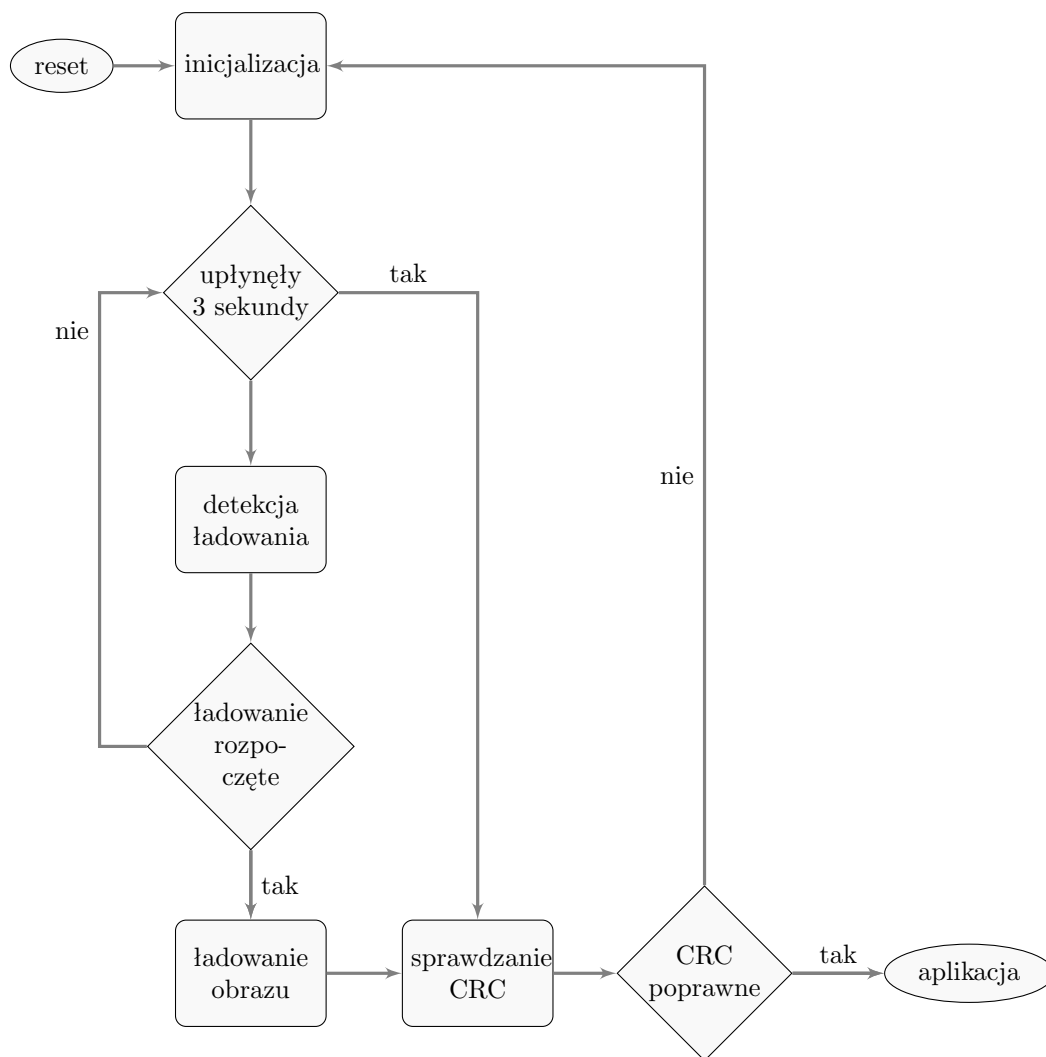 reset
inicjalizacja
upłynęły
3 sekundy
tak
nie
detekcja
ładowania
nie
ładowanie
rozpo-
częte
tak
ładowanie
obrazu
sprawdzanie
CRC
CRC
poprawne
tak
aplikacja